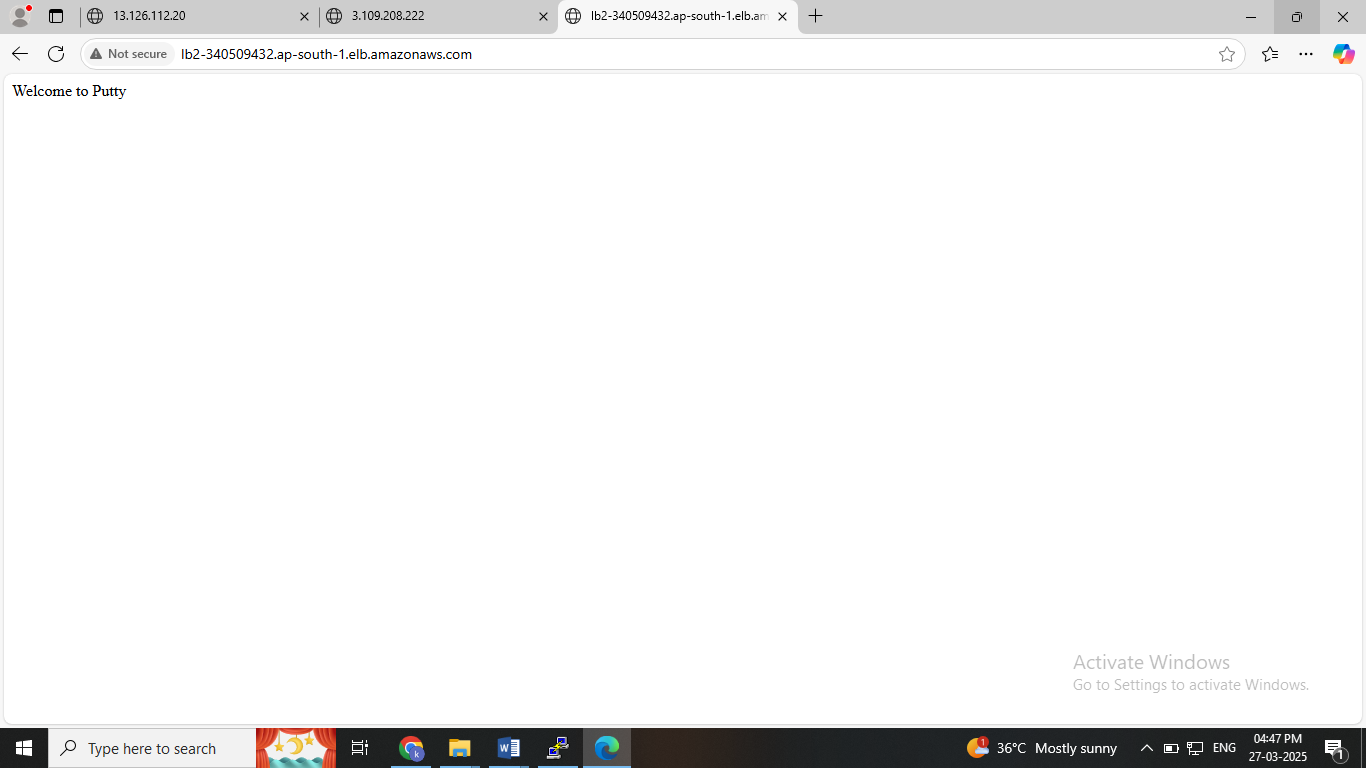 13.126.112.20
3.109.208.222
lb2-340509432.ap-south-1.elb.am
Not secure
lb2-340509432.ap-south-1.elb.amazonaws.com
Welcome to Putty
Activate Windows
Go to Settings to activate Windows.
Type here to search
k
W
1
36°C Mostly sunny
ENG
04:47 PM
27-03-2025
1